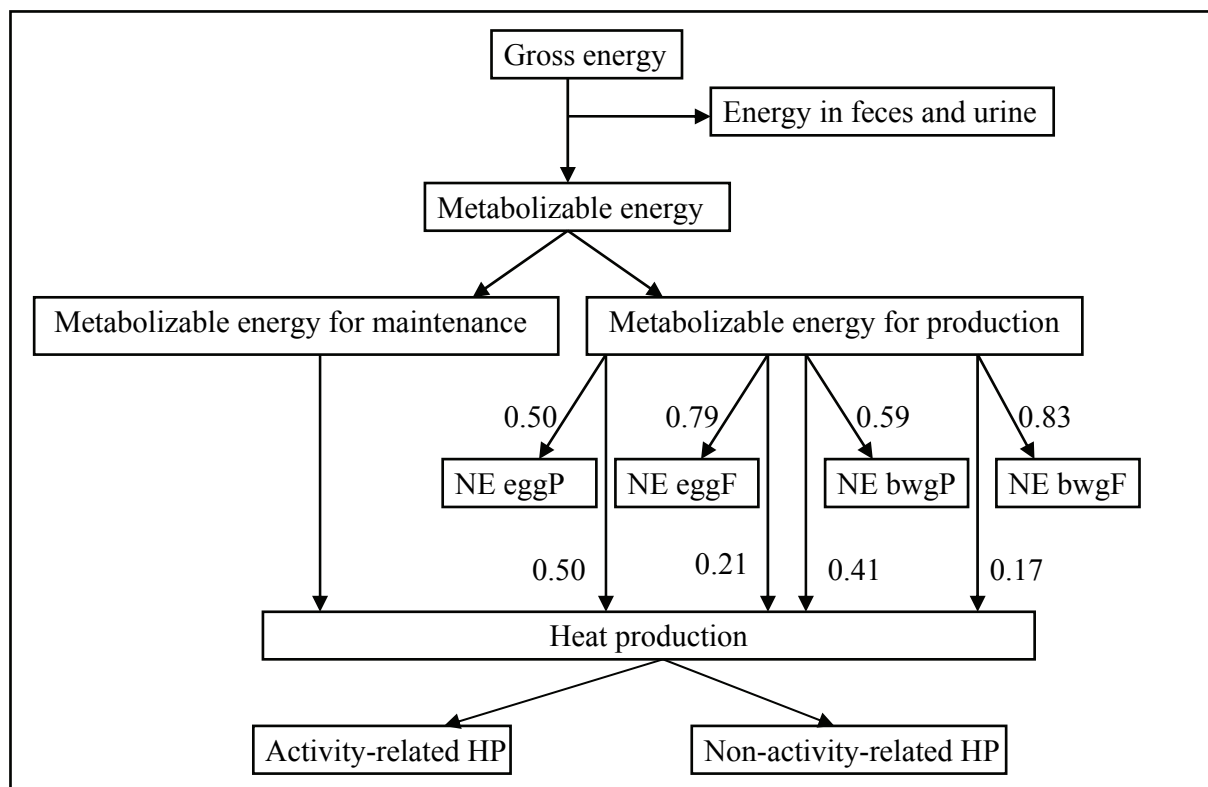 Gross energy
Energy in feces and urine
Metabolizable energy
Metabolizable energy for maintenance
Metabolizable energy for production
0.50
0.79
0.59
0.83
NE eggP
NE eggF
NE bwgP
NE bwgF
0.50
0.21
0.41
0.17
Heat production
Activity-related HP
Non-activity-related HP